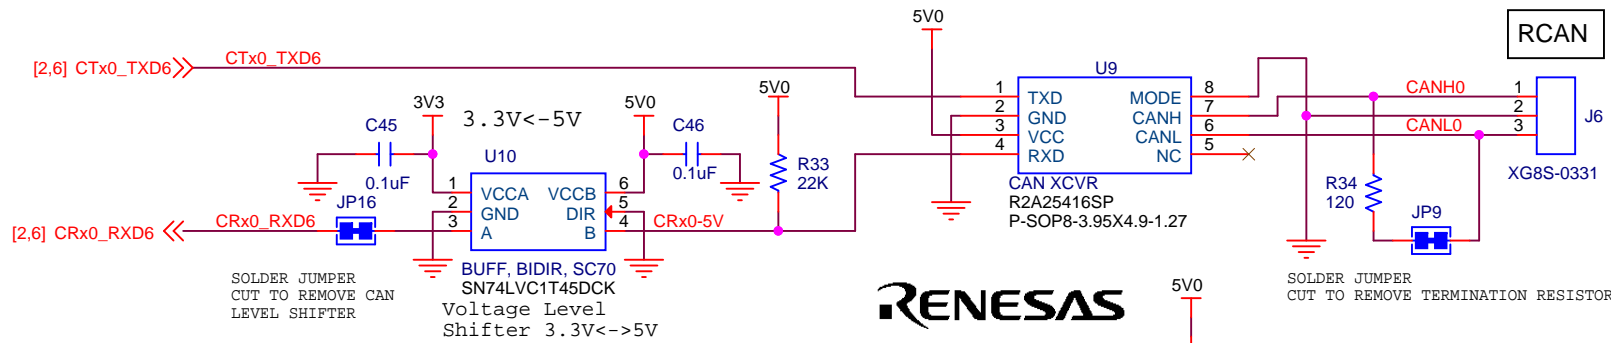 5V0
RCAN
[2,6] CTx0_TXD6
CTx0_TXD6
U9
1 TXD MODE 8
2 GND CANH 7
3 VCC CANL 6
4 RXD NC 5
CAN XCVR
R2A25416SP
P-SOP8-3.95X4.9-1.27
CANH0
CANL0
1
2
3
J6
XG8S-0331
3V3
3.3V<-5V
5V0
5V0
C45
0.1uF
C46
0.1uF
R33
22K
U10
1 VCCA VCCB 6
2 GND DIR 5
3 A B 4
JP16
[2,6] CRx0_RXD6
CRx0_RXD6
CRx0-5V
R34
120
JP9
BUFF, BIDIR, SC70
SN74LVC1T45DCK
Voltage Level
Shifter 3.3V<->5V
SOLDER JUMPER
CUT TO REMOVE CAN
LEVEL SHIFTER
RENESAS
5V0
SOLDER JUMPER
CUT TO REMOVE TERMINATION RESISTOR